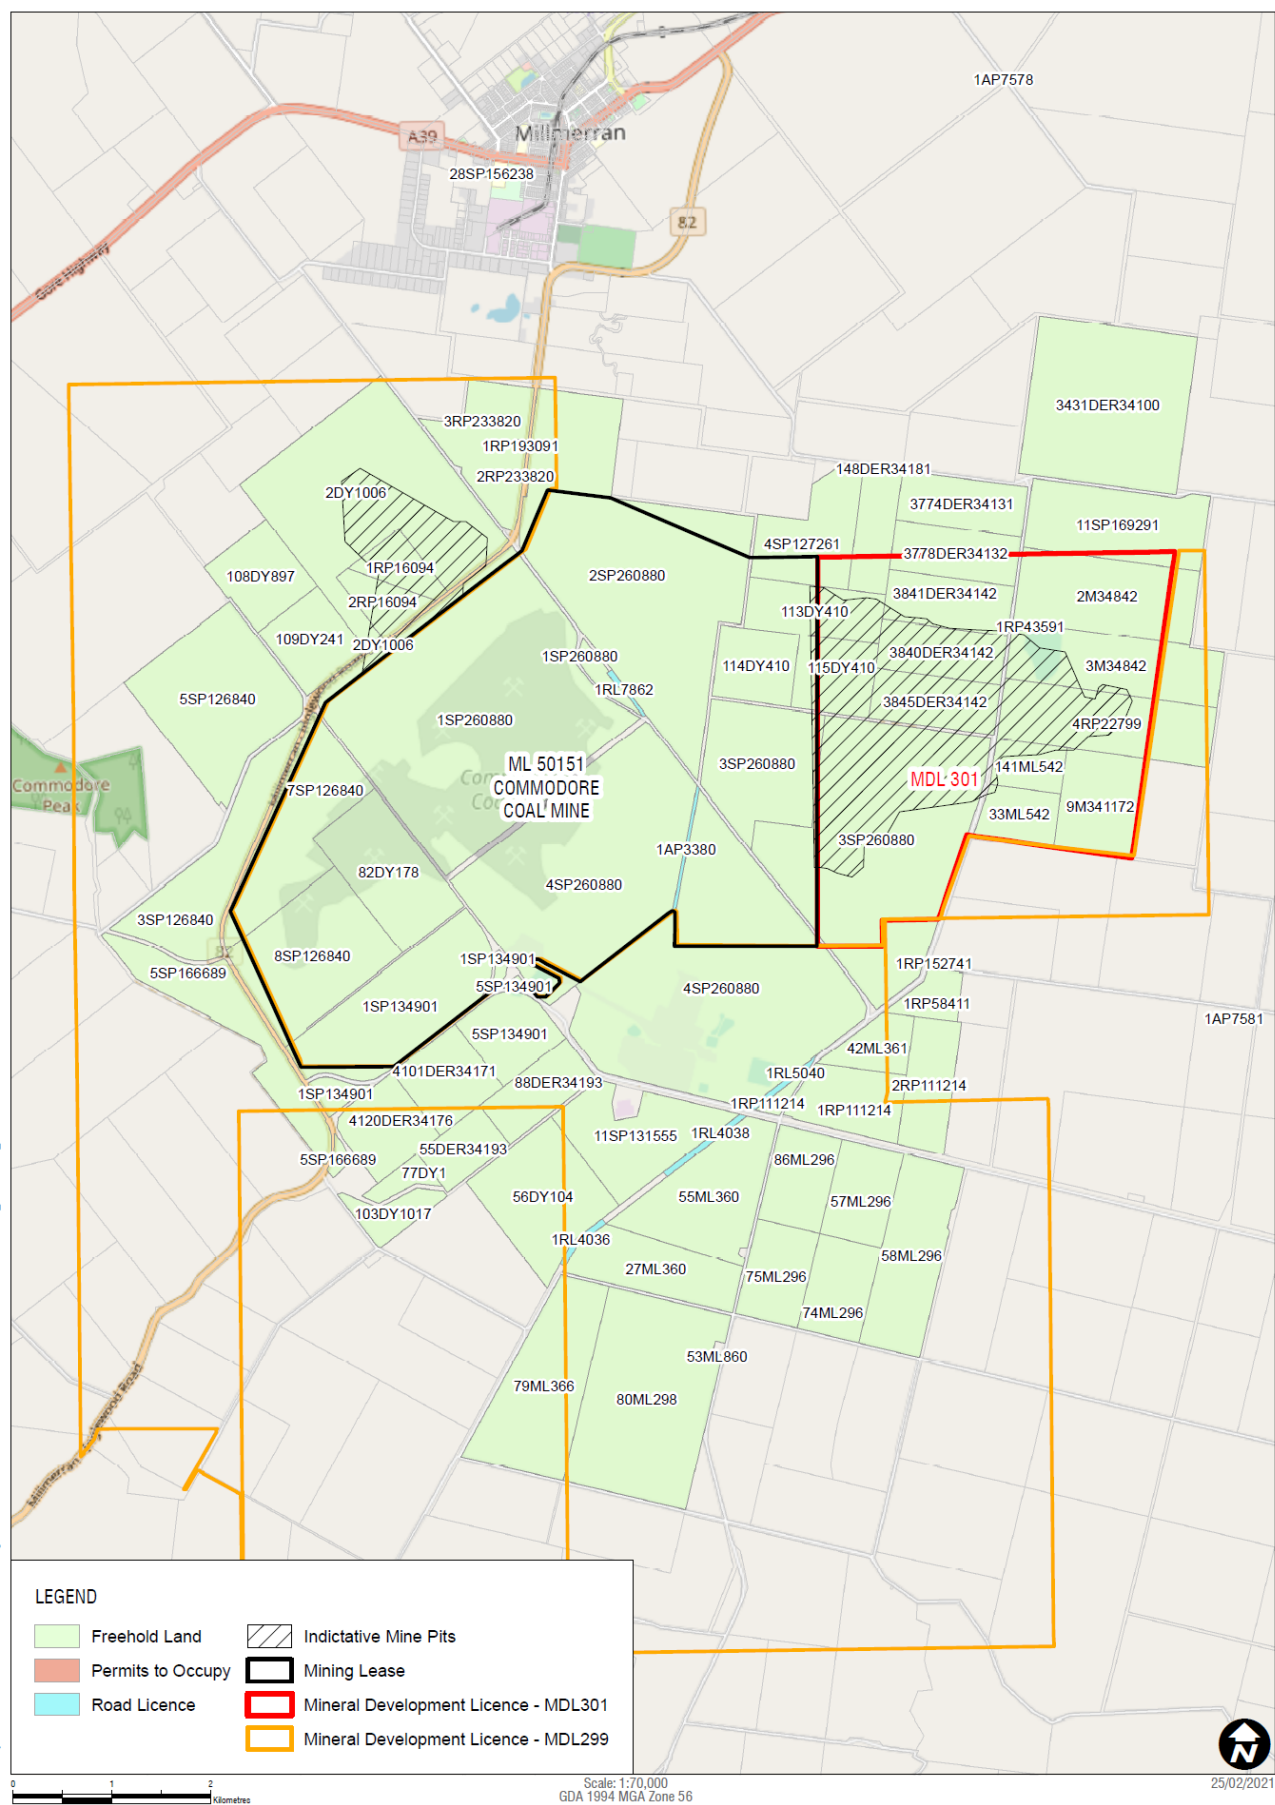 1AP7578
Millmerran
A39
28SP156238
82
Gore Highway
3431DER34100
3RP233820
1RP193091
2RP233820
148DER34181
2DY1006
3774DER34131
11SP169291
4SP127261
3778DER34132
1RP16094
108DY897
2SP260880
3841DER34142
2M34842
2RP16094
113DY410
1RP43591
109DY241
2DY1006
1SP260880
3840DER34142
114DY410
115DY410
3M34842
1RL7862
5SP126840
3845DER34142
1SP260880
4RP22799
ML 50151
COMMODORE
COAL MINE
3SP260880
141ML542
MDL 301
Commodore
Peak
7SP126840
9M341172
33ML542
3SP260880
1AP3380
82DY178
4SP260880
3SP126840
82
8SP126840
1SP134901
5SP166689
5SP134901
4SP260880
1RP152741
1SP134901
1RP58411
1AP7581
5SP134901
42ML361
4101DER34171
88DER34193
1RL5040
2RP111214
1SP134901
1RP111214
1RP111214
4120DER34176
11SP131555
1RL4038
55DER34193
5SP166689
86ML296
77DY1
56DY104
55ML360
57ML296
103DY1017
1RL4036
58ML296
27ML360
75ML296
74ML296
53ML860
79ML366
80ML298
Millmerran - Inglewood Road
LEGEND
Freehold Land
Permits to Occupy
Road Licence
Indictative Mine Pits
Mining Lease
Mineral Development Licence - MDL301
Mineral Development Licence - MDL299
N
0 1 2
Kilometres
Scale: 1:70,000
GDA 1994 MGA Zone 56
25/02/2021